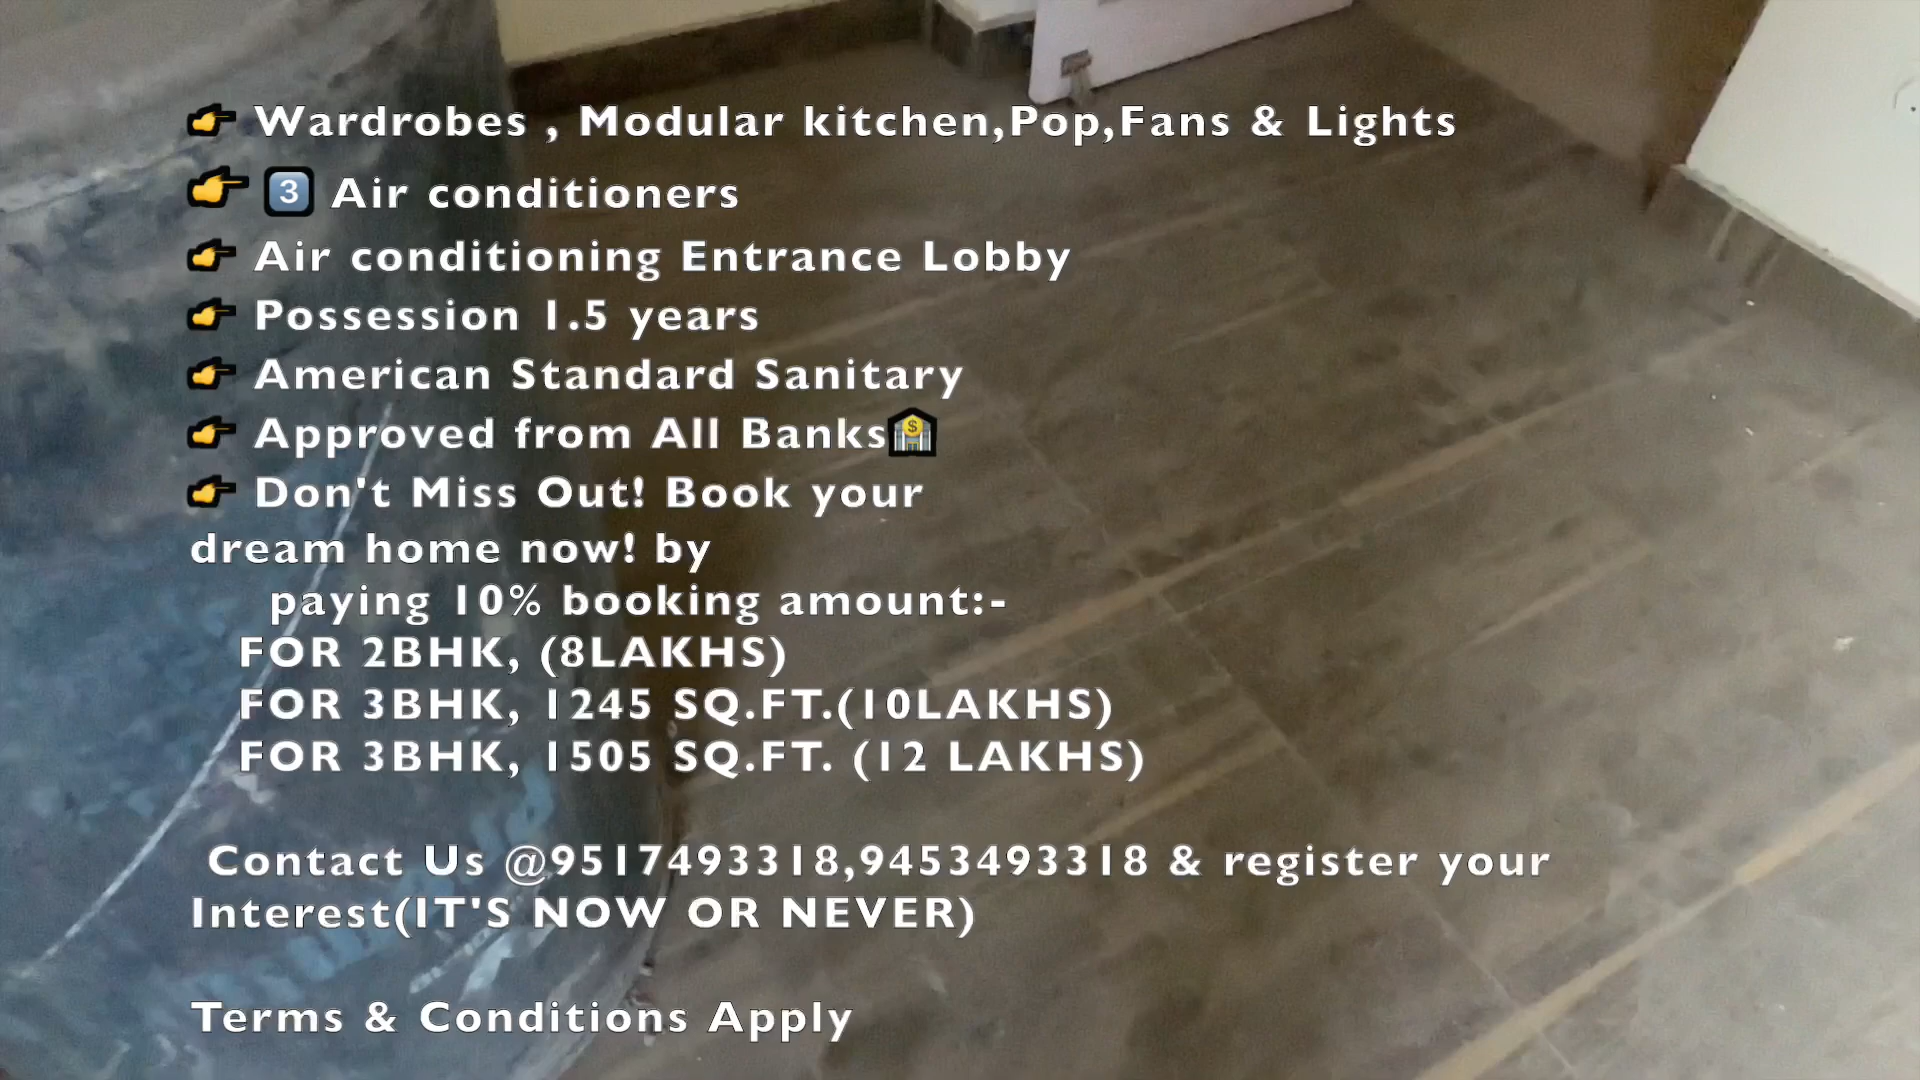 👉 Wardrobes , Modular kitchen,Pop,Fans & Lights
👉 3️⃣ Air conditioners
👉 Air conditioning Entrance Lobby
👉 Possession 1.5 years
👉 American Standard Sanitary
👉 Approved from All Banks🏦
👉 Don't Miss Out! Book your
dream home now! by
paying 10% booking amount:-
FOR 2BHK, (8LAKHS)
FOR 3BHK, 1245 SQ.FT.(10LAKHS)
FOR 3BHK, 1505 SQ.FT. (12 LAKHS)
Contact Us @9517493318,9453493318 & register your
Interest(IT'S NOW OR NEVER)
Terms & Conditions Apply